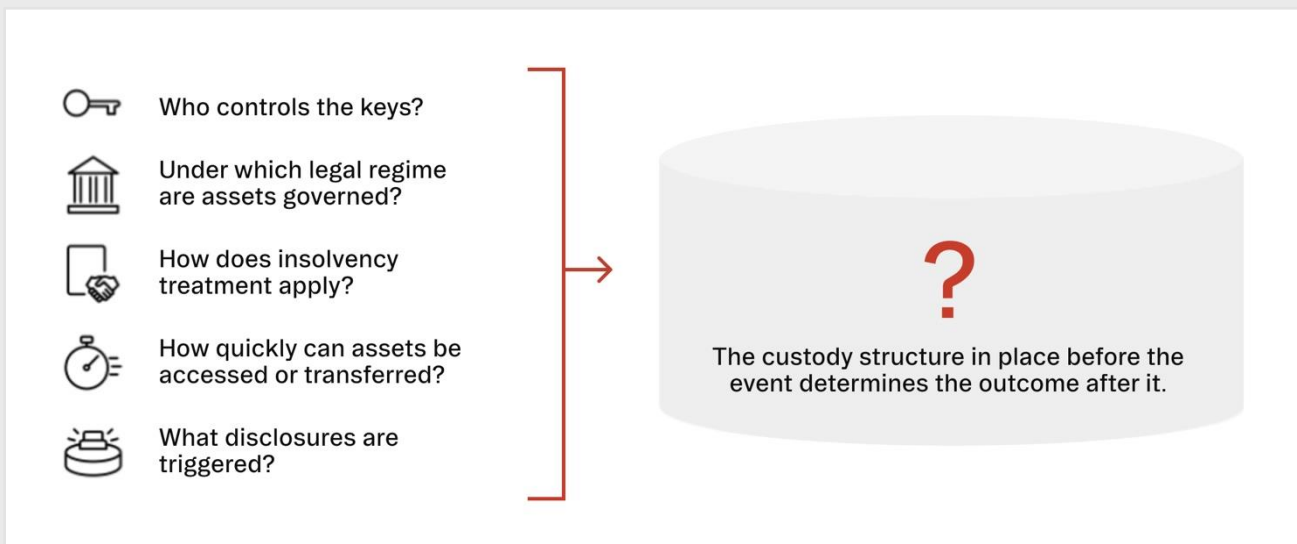 Who controls the keys?
Under which legal regime
are assets governed?
How does insolvency
treatment apply?
How quickly can assets be
accessed or transferred?
What disclosures are
triggered?
?
The custody structure in place before the
event determines the outcome after it.